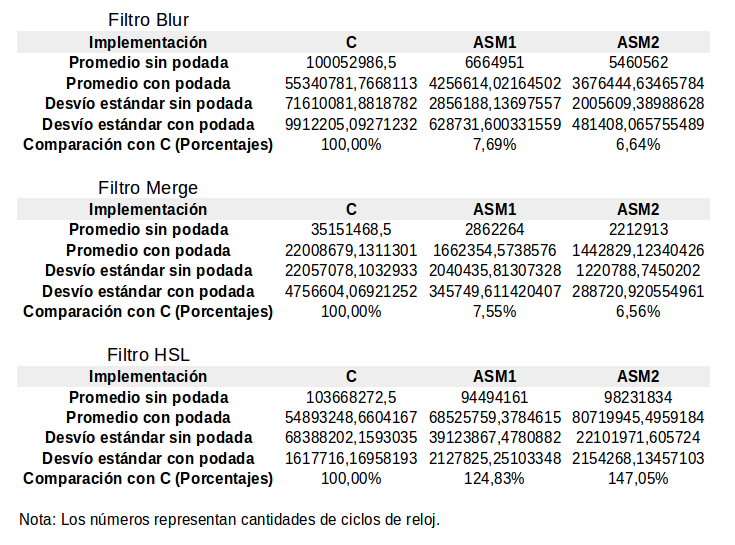 Filtro Blur
Implementación C ASM1 ASM2
Promedio sin podada 100052986,5 6664951 5460562
Promedio con podada 55340781,7668113 4256614,02164502 3676444,63465784
Desvío estándar sin podada 71610081,8818782 2856188,13697557 2005609,38988628
Desvío estándar con podada 9912205,09271232 628731,600331559 481408,065755489
Comparación con C (Porcentajes) 100,00% 7,69% 6,64%
Filtro Merge
Implementación C ASM1 ASM2
Promedio sin podada 35151468,5 2862264 2212913
Promedio con podada 22008679,1311301 1662354,5738576 1442829,12340426
Desvío estándar sin podada 22057078,1032933 2040435,81307328 1220788,7450202
Desvío estándar con podada 4756604,06921252 345749,611420407 288720,920554961
Comparación con C (Porcentajes) 100,00% 7,55% 6,56%
Filtro HSL
Implementación C ASM1 ASM2
Promedio sin podada 103668272,5 94494161 98231834
Promedio con podada 54893248,6604167 68525759,3784615 80719945,4959184
Desvío estándar sin podada 68388202,1593035 39123867,4780882 22101971,605724
Desvío estándar con podada 1617716,16958193 2127825,25103348 2154268,13457103
Comparación con C (Porcentajes) 100,00% 124,83% 147,05%
Nota: Los números representan cantidades de ciclos de reloj.